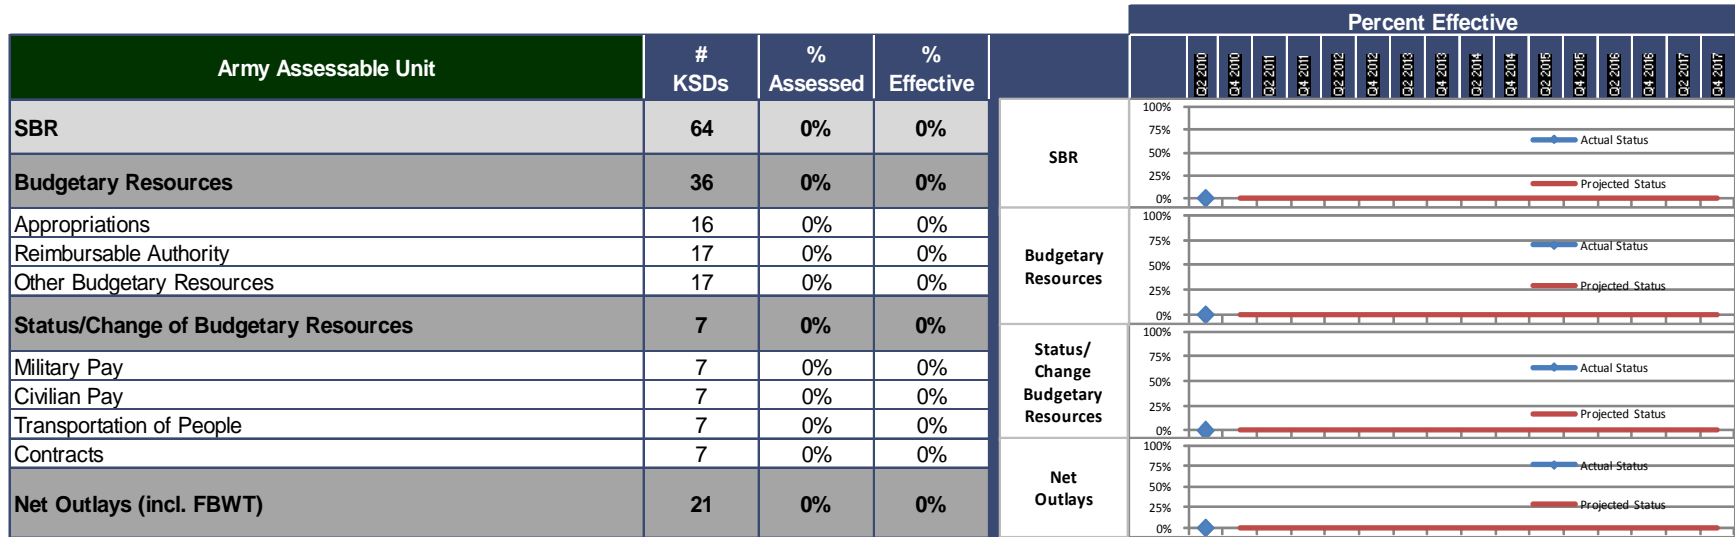 Percent Effective
Army Assessable Unit
#
KSDs
%
Assessed
%
Effective
Q2 2010
Q4 2010
Q2 2011
Q4 2011
Q2 2012
Q4 2012
Q2 2013
Q4 2013
Q2 2014
Q4 2014
Q2 2015
Q4 2015
Q2 2016
Q4 2016
Q2 2017
Q4 2017
SBR 64 0% 0%
Budgetary Resources 36 0% 0%
Appropriations 16 0% 0%
Reimbursable Authority 17 0% 0%
Other Budgetary Resources 17 0% 0%
Status/Change of Budgetary Resources 7 0% 0%
Military Pay 7 0% 0%
Civilian Pay 7 0% 0%
Transportation of People 7 0% 0%
Contracts 7 0% 0%
Net Outlays (incl. FBWT) 21 0% 0%
SBR
100%
75%
50%
25%
0%
Actual Status
Projected Status
Budgetary
Resources
100%
75%
50%
25%
0%
Actual Status
Projected Status
Status/
Change
Budgetary
Resources
100%
75%
50%
25%
0%
Actual Status
Projected Status
Net
Outlays
100%
75%
50%
25%
0%
Actual Status
Projected Status